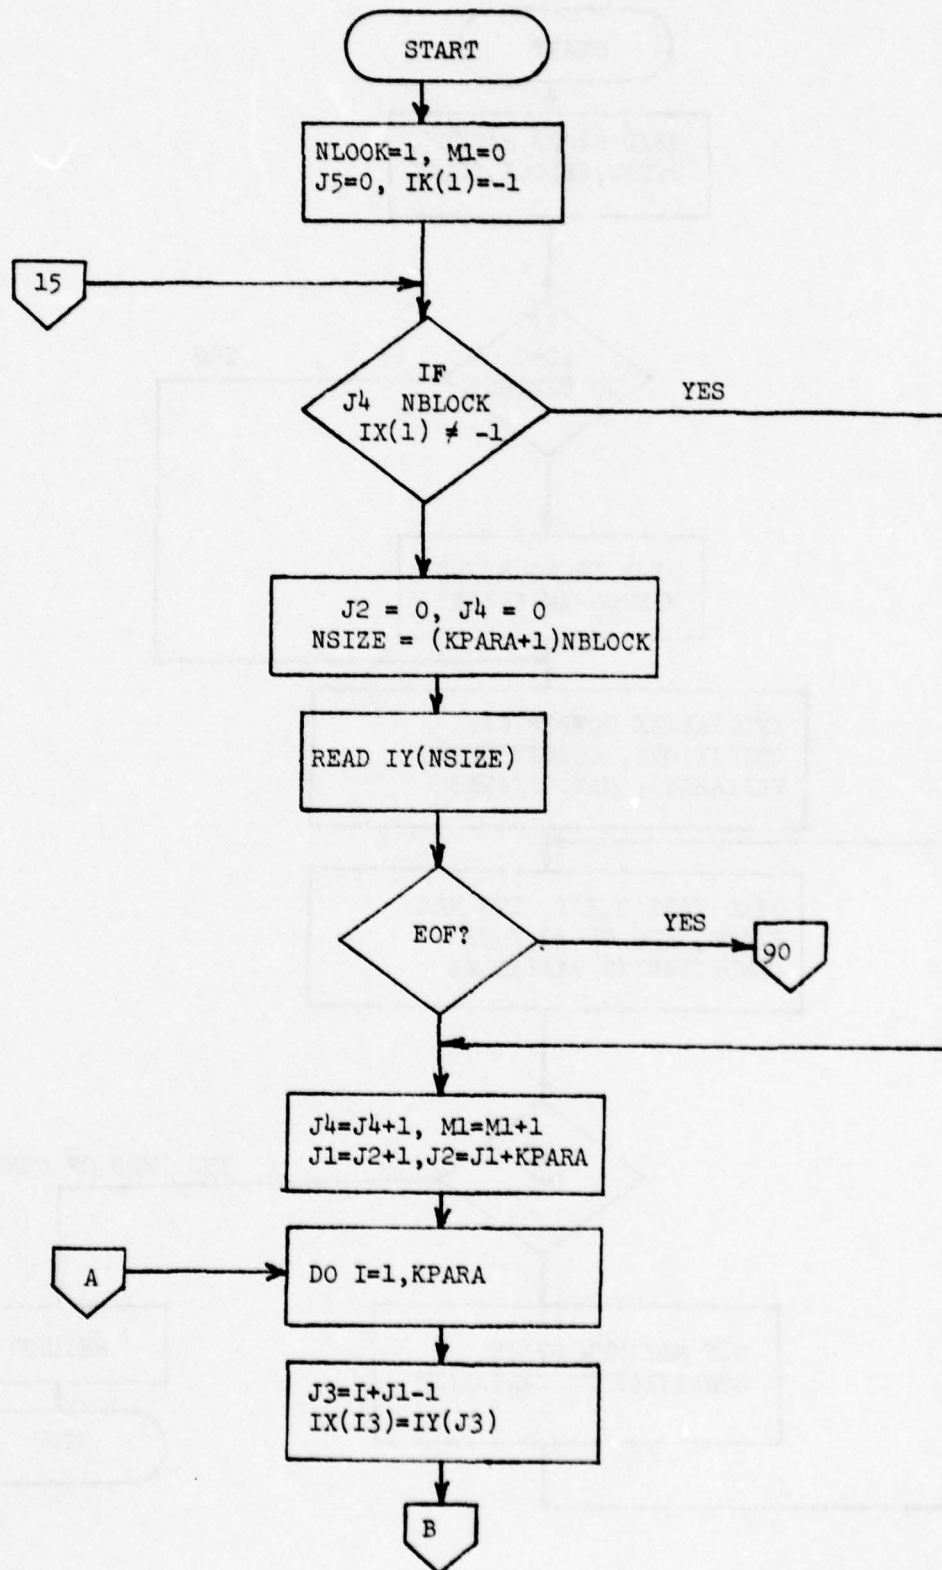 START
NLOOK=1, M1=0
J5=0, IK(1)=-1
15
IF
J4 NBLOCK
IX(1) ≠ -1
YES
J2 = 0, J4 = 0
NSIZE = (KPARA+1)NBLOCK
READ IY(NSIZE)
EOF?
YES
90
J4=J4+1, M1=M1+1
J1=J2+1,J2=J1+KPARA
A
DO I=1,KPARA
J3=I+J1-1
IX(I3)=IY(J3)
B